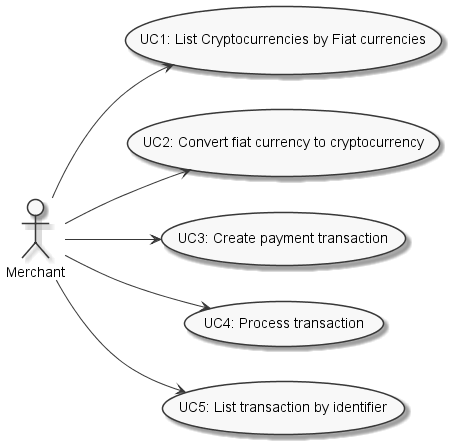 UC1: List Cryptocurrencies by Fiat currencies
UC2: Convert fiat currency to cryptocurrency
UC3: Create payment transaction
Merchant
UC4: Process transaction
UC5: List transaction by identifier